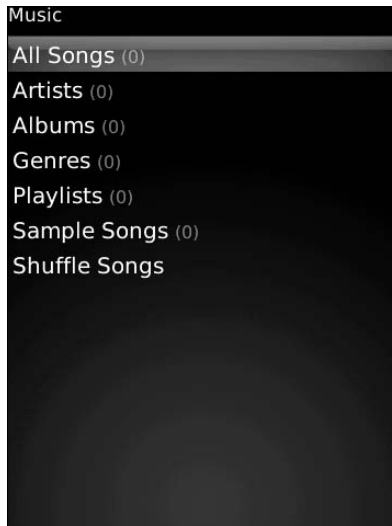 Music
All Songs (0)
Artists (0)
Albums (0)
Genres (0)
Playlists (0)
Sample Songs (0)
Shuffle Songs